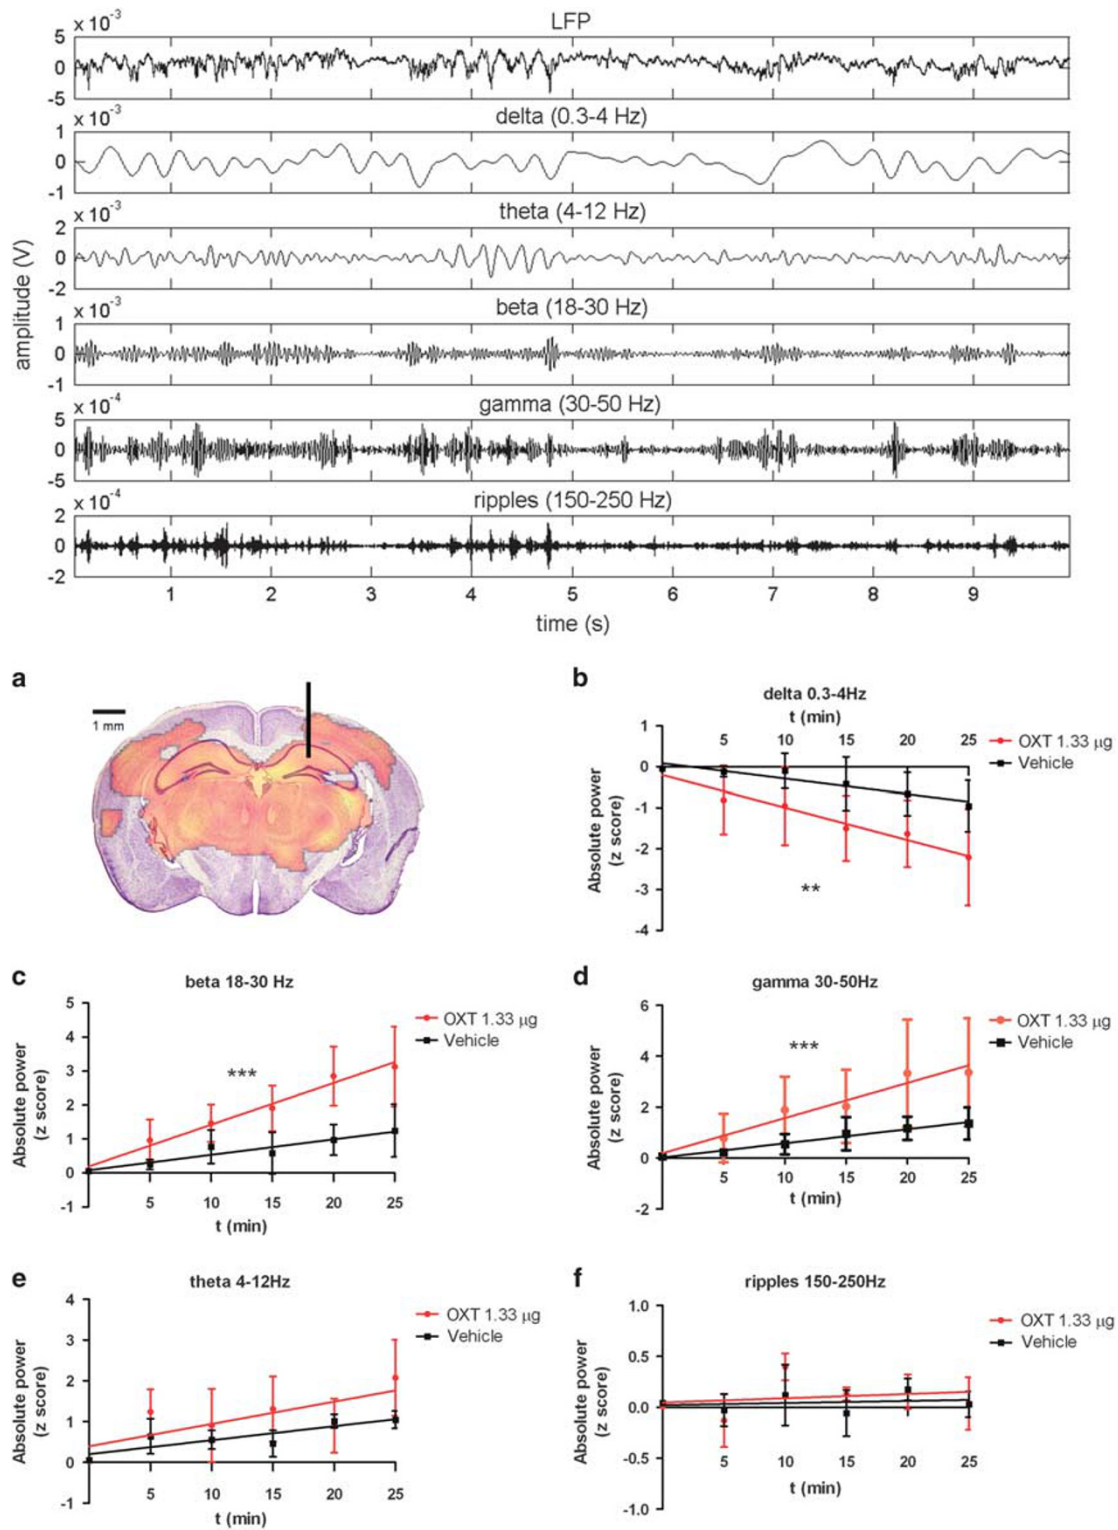 LFP
x 10-3
5
0
-5
delta (0.3-4 Hz)
x 10-3
1
0
-1
theta (4-12 Hz)
x 10-3
2
0
-2
beta (18-30 Hz)
x 10-3
1
0
-1
gamma (30-50 Hz)
x 10-4
5
0
-5
ripples (150-250 Hz)
x 10-4
2
0
-2
1 2 3 4 5 6 7 8 9
time (s)
amplitude (V)
a
1 mm
b
delta 0.3-4Hz
t (min)
5 10 15 20 25
1
0
-1
-2
-3
-4
Absolute power
(z score)
OXT 1.33 µg
Vehicle
**
c
beta 18-30 Hz
5
4
3
2
1
0
-1
Absolute power
(z score)
OXT 1.33 µg
Vehicle
***
5 10 15 20 25
t (min)
d
gamma 30-50Hz
6
4
2
0
-2
Absolute power
(z score)
OXT 1.33 µg
Vehicle
***
5 10 15 20 25
t (min)
e
theta 4-12Hz
4
3
2
1
0
-1
Absolute power
(z score)
OXT 1.33 µg
Vehicle
5 10 15 20 25
t (min)
f
ripples 150-250Hz
1.0
0.5
0.0
-0.5
-1.0
Absolute power
(z score)
OXT 1.33 µg
Vehicle
5 10 15 20 25
t (min)